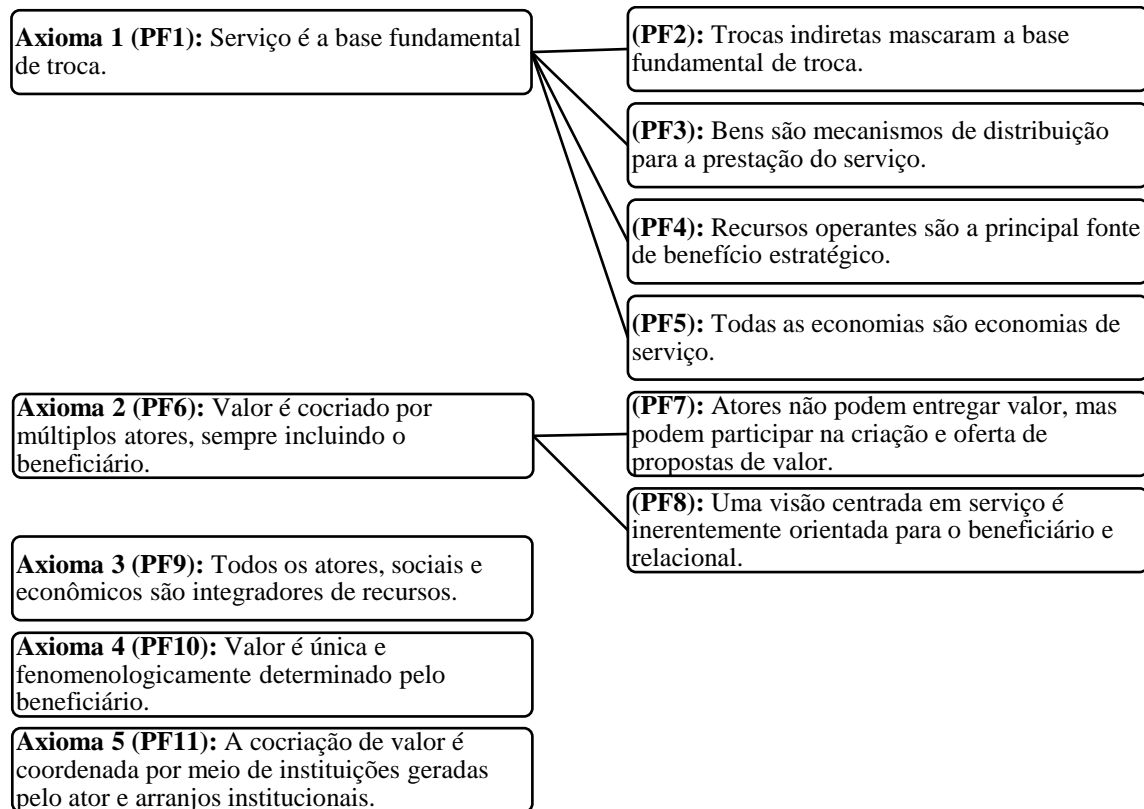 Axioma 1 (PF1): Serviço é a base fundamental
de troca.
(PF2): Trocas indiretas mascaram a base
fundamental de troca.
(PF3): Bens são mecanismos de distribuição
para a prestação do serviço.
(PF4): Recursos operantes são a principal fonte
de benefício estratégico.
(PF5): Todas as economias são economias de
serviço.
Axioma 2 (PF6): Valor é cocriado por
múltiplos atores, sempre incluindo o
beneficiário.
(PF7): Atores não podem entregar valor, mas
podem participar na criação e oferta de
propostas de valor.
(PF8): Uma visão centrada em serviço é
inerentemente orientada para o beneficiário e
relacional.
Axioma 3 (PF9): Todos os atores, sociais e
econômicos são integradores de recursos.
Axioma 4 (PF10): Valor é única e
fenomenologicamente determinado pelo
beneficiário.
Axioma 5 (PF11): A cocriação de valor é
coordenada por meio de instituições geradas
pelo ator e arranjos institucionais.